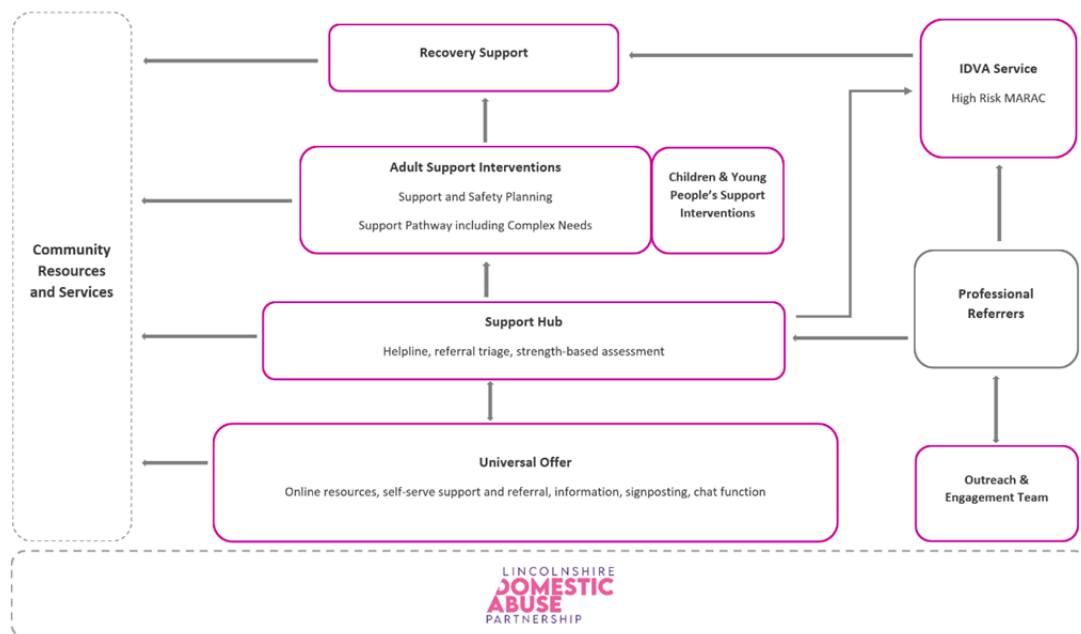 Recovery Support
IDVA Service
High Risk MARAC
Adult Support Interventions
Support and Safety Planning
Support Pathway including Complex Needs
Children & Young
People's Support
Interventions
Community
Resources
and Services
Support Hub
Helpline, referral triage, strength-based assessment
Professional
Referrers
Universal Offer
Online resources, self-serve support and referral, information, signposting, chat function
Outreach &
Engagement Team
LINCOLNSHIRE
DOMESTIC
ABUSE
PARTNERSHIP